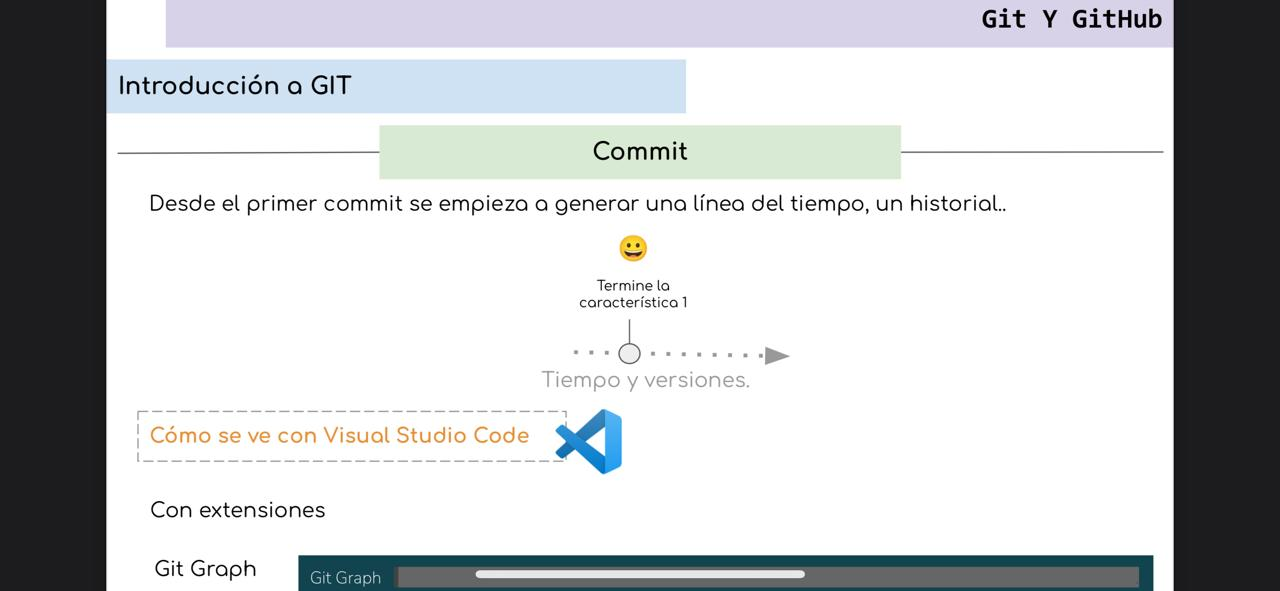 Git Y GitHub
Introducción a GIT
Commit
Desde el primer commit se empieza a generar una línea del tiempo, un historial..
Termine la
característica 1
Tiempo y versiones.
Cómo se ve con Visual Studio Code
Con extensiones
Git Graph
Git Graph